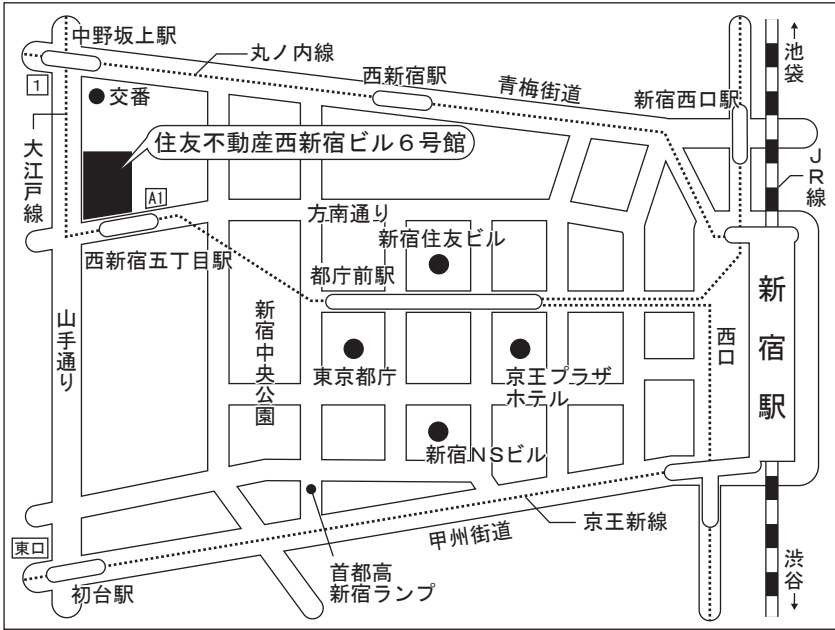 中野坂上駅
丸ノ内線
西新宿駅
青梅街道
新宿西口駅
↑池袋
1
交番
大江戸線
住友不動産西新宿ビル6号館
JR線
A1
方南通り
新宿住友ビル
西新宿五丁目駅
都庁前駅
山手通り
新宿中央公園
東京都庁
京王プラザ
ホテル
西口
新宿駅
新宿NSビル
東口
初台駅
首都高
新宿ランプ
甲州街道
京王新線
渋谷↓